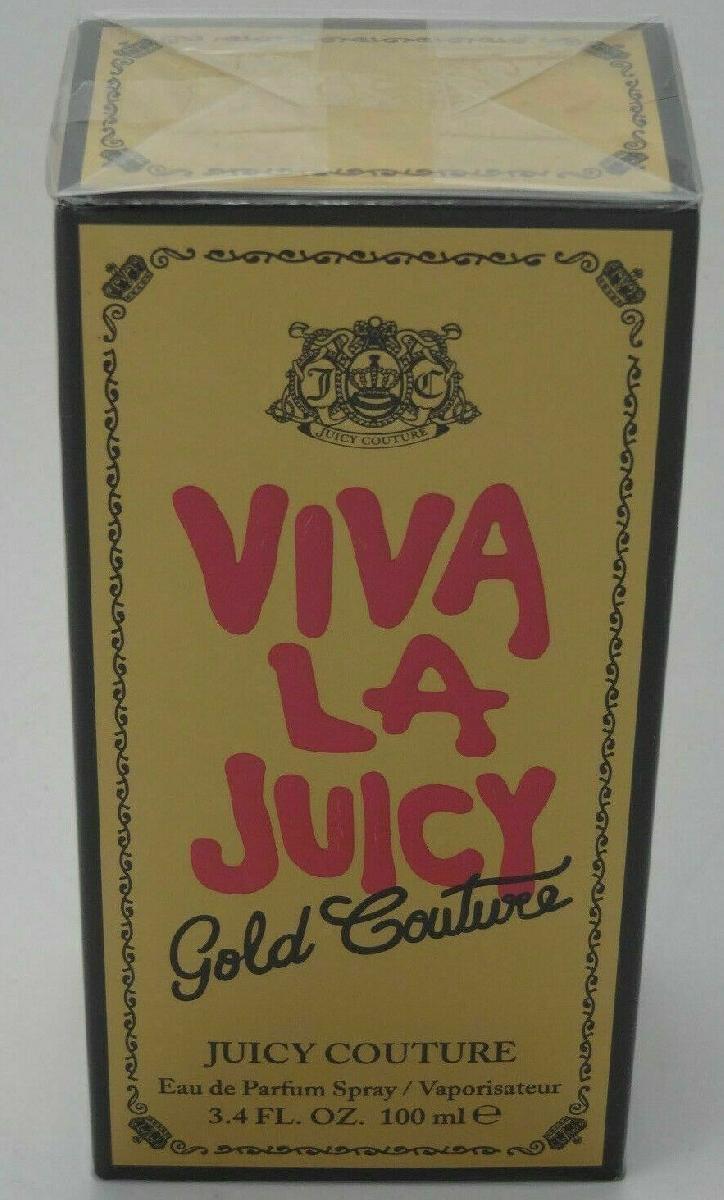 J C
JUICY COUTURE
VIVA
LA
JUICY
Gold Couture
JUICY COUTURE
Eau de Parfum Spray / Vaporisateur
3.4 FL. OZ. 100 ml ℮